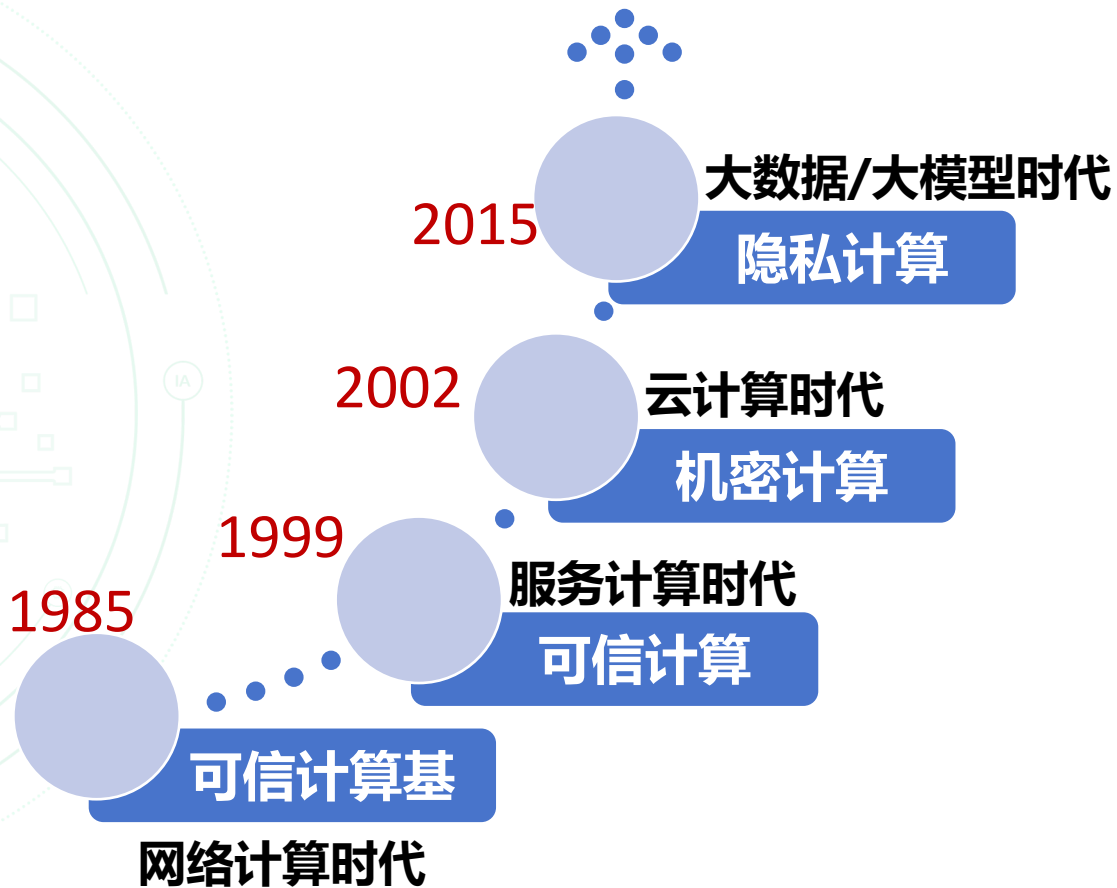 大数据/大模型时代
2015
隐私计算
2002
云计算时代
机密计算
1999
服务计算时代
可信计算
1985
可信计算基
网络计算时代
IA